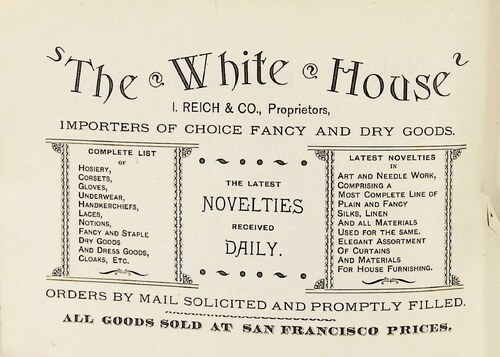 The White House
I. REICH & CO., Proprietors,
IMPORTERS OF CHOICE FANCY AND DRY GOODS.
COMPLETE LIST
OF
HOSIERY,
CORSETS,
GLOVES,
UNDERWEAR,
HANDKERCHIEFS,
LACES,
NOTIONS,
FANCY AND STAPLE
DRY GOODS
AND DRESS GOODS,
CLOAKS, ETC.
THE LATEST
NOVELTIES
RECEIVED
DAILY.
LATEST NOVELTIES
IN
ART AND NEEDLE WORK,
COMPRISING A
MOST COMPLETE LINE OF
PLAIN AND FANCY
SILKS, LINEN
AND ALL MATERIALS
USED FOR THE SAME.
ELEGANT ASSORTMENT
OF CURTAINS
AND MATERIALS
FOR HOUSE FURNISHING.
ORDERS BY MAIL SOLICITED AND PROMPTLY FILLED.
ALL GOODS SOLD AT SAN FRANCISCO PRICES.